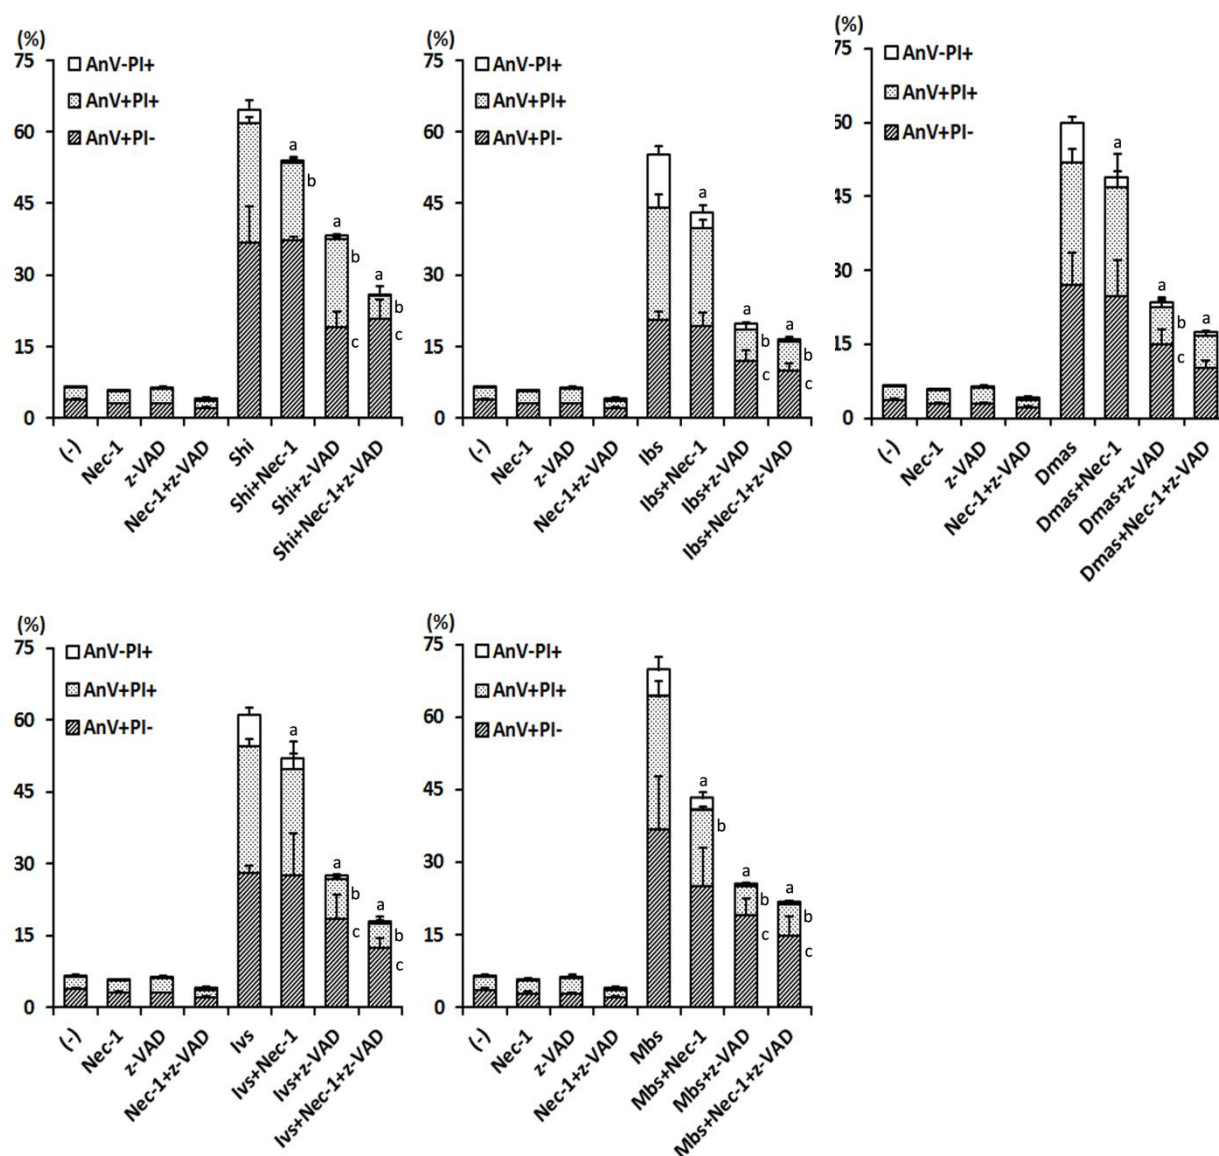 (%)
75
60
45
30
15
0
AnV-PI+
AnV+PI+
AnV+PI-
a
b
a
b
c
a
b
c
(-)
Nec-1
z-VAD
Nec-1+z-VAD
Shi
Shi+Nec-1
Shi+z-VAD
Shi+Nec-1+z-VAD
(%)
75
60
45
30
15
0
AnV-PI+
AnV+PI+
AnV+PI-
a
a
b
c
a
b
c
(-)
Nec-1
z-VAD
Nec-1+z-VAD
Ibs
Ibs+Nec-1
Ibs+z-VAD
Ibs+Nec-1+z-VAD
(%)
75
60
45
30
15
0
AnV-PI+
AnV+PI+
AnV+PI-
a
a
b
c
a
(-)
Nec-1
z-VAD
Nec-1+z-VAD
Dmas
Dmas+Nec-1
Dmas+z-VAD
Dmas+Nec-1+z-VAD
(%)
75
60
45
30
15
0
AnV-PI+
AnV+PI+
AnV+PI-
a
a
b
c
a
b
c
(-)
Nec-1
z-VAD
Nec-1+z-VAD
Ivs
Ivs+Nec-1
Ivs+z-VAD
Ivs+Nec-1+z-VAD
(%)
75
60
45
30
15
0
AnV-PI+
AnV+PI+
AnV+PI-
a
b
a
b
c
a
b
c
(-)
Nec-1
z-VAD
Nec-1+z-VAD
Mbs
Mbs+Nec-1
Mbs+z-VAD
Mbs+Nec-1+z-VAD